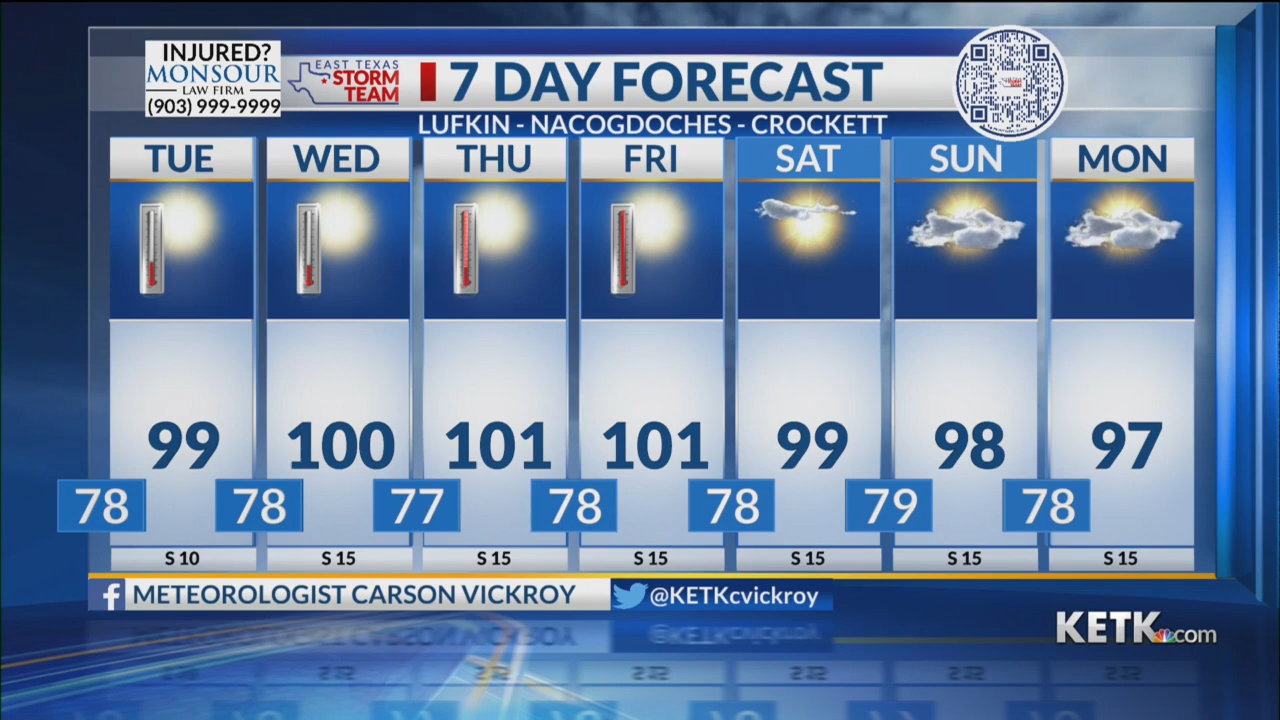 INJURED?
MONSOUR
LAW FIRM
(903) 999-9999
EAST TEXAS
STORM
TEAM
7 DAY FORECAST
LUFKIN - NACOGDOCHES - CROCKETT
TUE WED THU FRI SAT SUN MON
99 100 101 101 99 98 97
78 78 77 78 78 79 78
S 10 S 15 S 15 S 15 S 15 S 15 S 15
f METEOROLOGIST CARSON VICKROY @KETKcvickroy
KETK.com